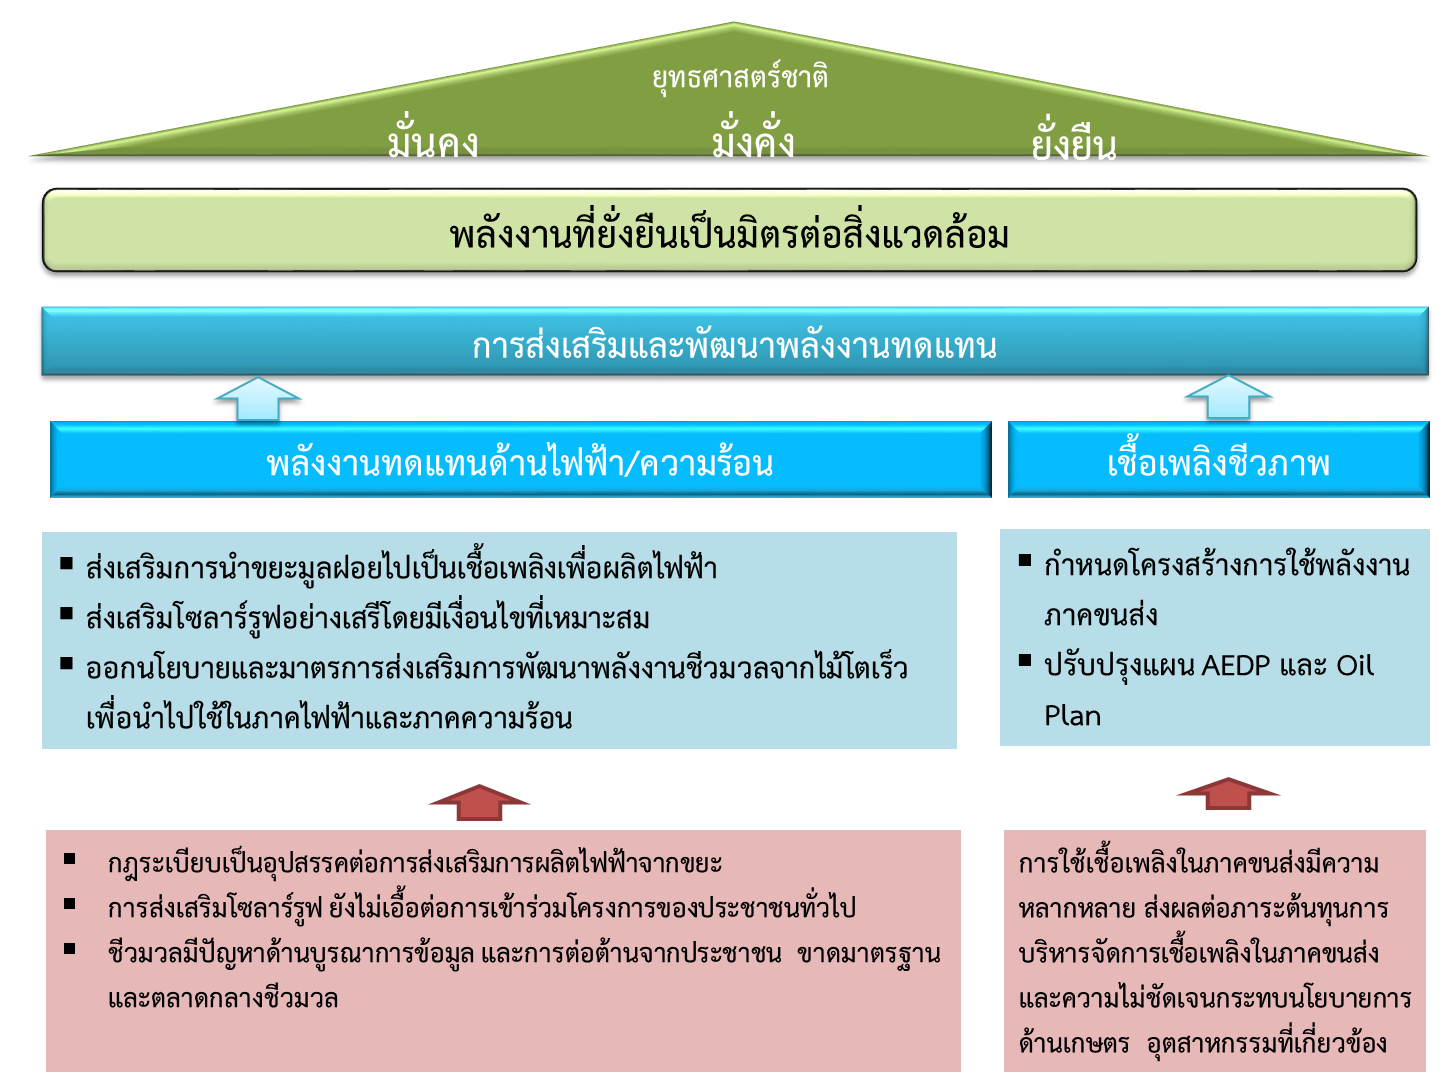 ยุทธศาสตร์ชาติ
มั่นคง มั่งคั่ง ยั่งยืน
พลังงานที่ยั่งยืนเป็นมิตรต่อสิ่งแวดล้อม
การส่งเสริมและพัฒนาพลังงานทดแทน
พลังงานทดแทนด้านไฟฟ้า/ความร้อน
▪ ส่งเสริมการนำขยะมูลฝอยไปเป็นเชื้อเพลิงเพื่อผลิตไฟฟ้า
▪ ส่งเสริมโซลาร์รูฟอย่างเสรีโดยมีเงื่อนไขที่เหมาะสม
▪ ออกนโยบายและมาตรการส่งเสริมการพัฒนาพลังงานชีวมวลจากไม้โตเร็ว
เพื่อนำไปใช้ในภาคไฟฟ้าและภาคความร้อน
▪ กฎระเบียบเป็นอุปสรรคต่อการส่งเสริมการผลิตไฟฟ้าจากขยะ
▪ การส่งเสริมโซลาร์รูฟ ยังไม่เอื้อต่อการเข้าร่วมโครงการของประชาชนทั่วไป
▪ ชีวมวลมีปัญหาด้านบูรณาการข้อมูล และการต่อต้านจากประชาชน ขาดมาตรฐาน
และตลาดกลางชีวมวล
เชื้อเพลิงชีวภาพ
▪ กำหนดโครงสร้างการใช้พลังงาน
ภาคขนส่ง
▪ ปรับปรุงแผน AEDP และ Oil
Plan
การใช้เชื้อเพลิงในภาคขนส่งมีความ
หลากหลาย ส่งผลต่อภาระต้นทุนการ
บริหารจัดการเชื้อเพลิงในภาคขนส่ง
และความไม่ชัดเจนกระทบนโยบายการ
ด้านเกษตร อุตสาหกรรมที่เกี่ยวข้อง